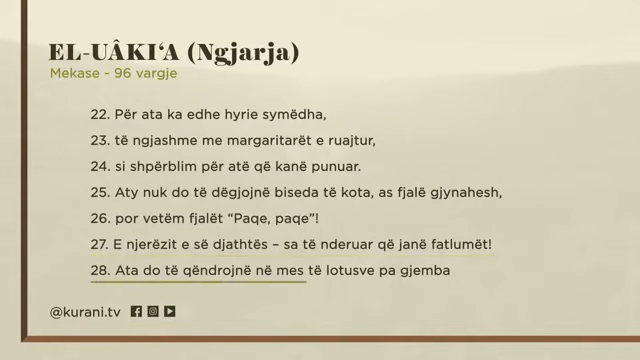 EL-UÂKI‘A (Ngjarja)
Mekase - 96 vargje
22. Për ata ka edhe hyrie symëdha,
23. të ngjashme me margaritarët e ruajtur,
24. si shpërblim për atë që kanë punuar.
25. Aty nuk do të dëgjojnë biseda të kota, as fjalë gjynahesh,
26. por vetëm fjalët “Paqe, paqe”!
27. E njerëzit e së djathtës – sa të nderuar që janë fatlumët!
28. Ata do të qëndrojnë në mes të lotusve pa gjemba
@kurani.tv